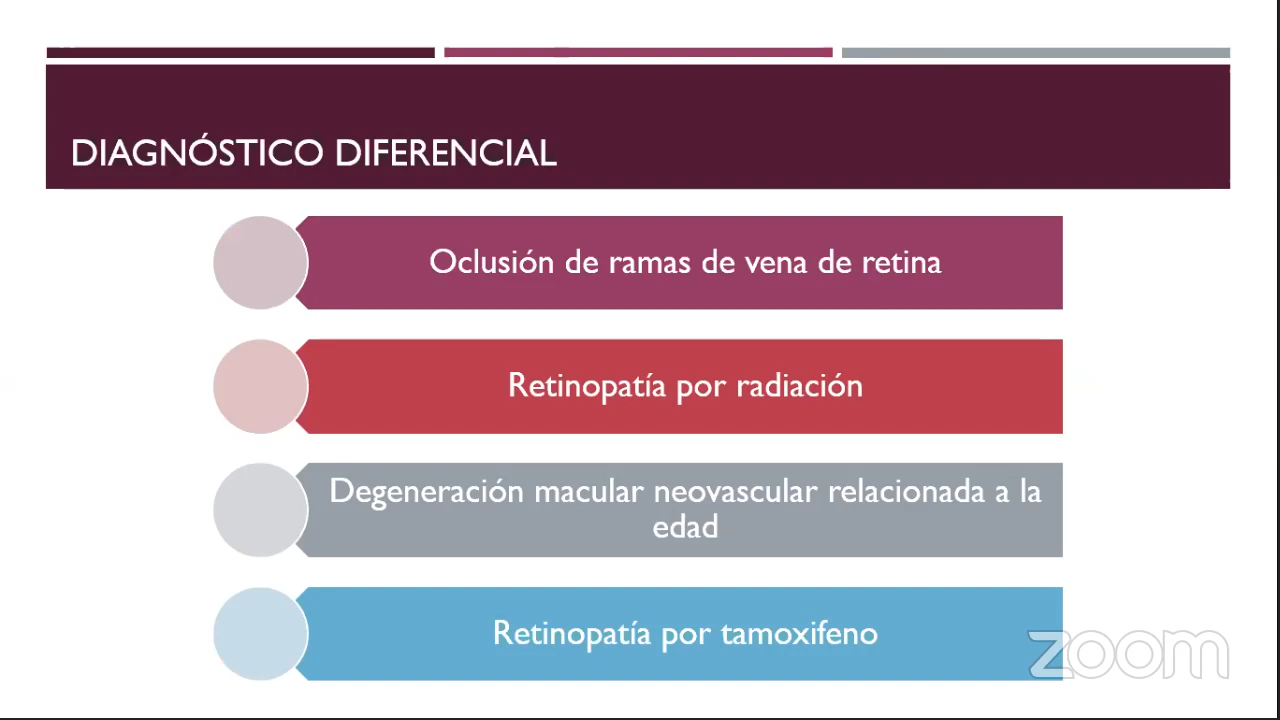 DIAGNÓSTICO DIFERENCIAL
Oclusión de ramas de vena de retina
Retinopatía por radiación
Degeneración macular neovascular relacionada a la
edad
Retinopatía por tamoxifeno
zoom